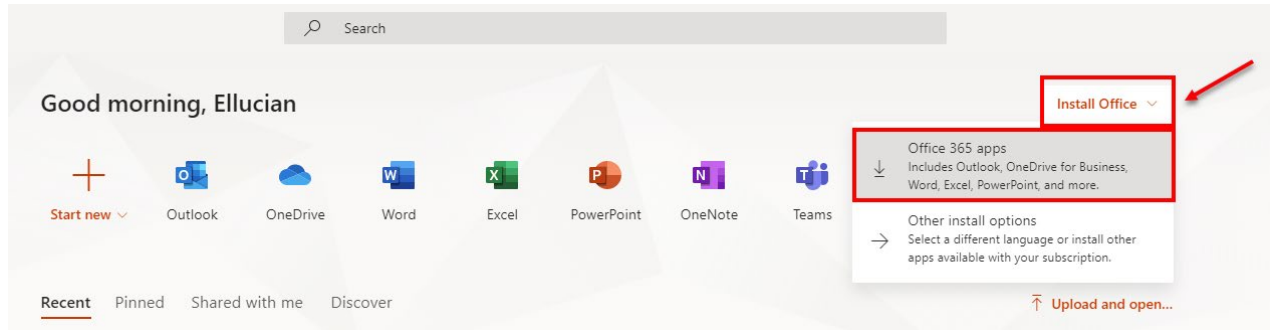 Search
Good morning, Ellucian
Install Office
Office 365 apps
Includes Outlook, OneDrive for Business,
Word, Excel, PowerPoint, and more.
Other install options
Select a different language or install other
apps available with your subscription.
Start new
Outlook
OneDrive
Word
Excel
PowerPoint
OneNote
Teams
Recent Pinned Shared with me Discover
Upload and open...